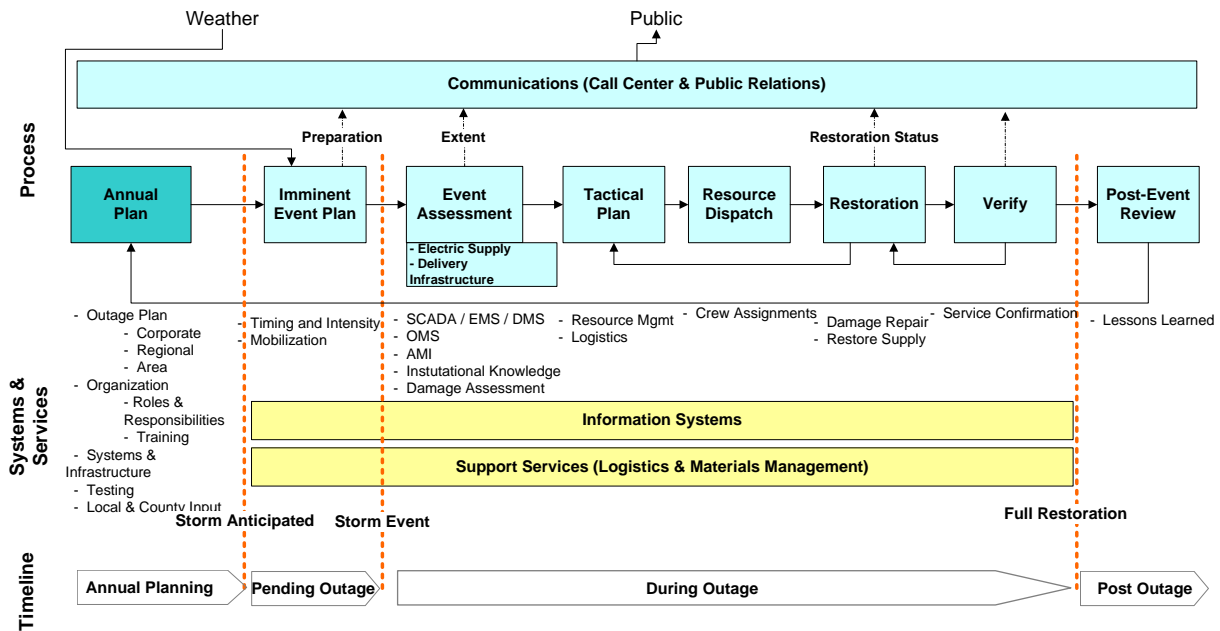 Weather
Public
Communications (Call Center & Public Relations)
Process
Preparation
Extent
Restoration Status
Annual
Plan
Imminent
Event Plan
Event
Assessment
Tactical
Plan
Resource
Dispatch
Restoration
Verify
Post-Event
Review
- Electric Supply
- Delivery
Infrastructure
Systems &
Services
- Outage Plan
- Corporate
- Regional
- Area
- Organization
- Roles &
Responsibilities
- Training
- Systems &
Infrastructure
- Testing
- Local & County Input
- Timing and Intensity
- Mobilization
- SCADA / EMS / DMS
- OMS
- AMI
- Instutational Knowledge
- Damage Assessment
- Resource Mgmt
- Logistics
- Crew Assignments
- Damage Repair
- Restore Supply
- Service Confirmation
- Lessons Learned
Information Systems
Support Services (Logistics & Materials Management)
Storm Anticipated
Storm Event
Full Restoration
Timeline
Annual Planning
Pending Outage
During Outage
Post Outage